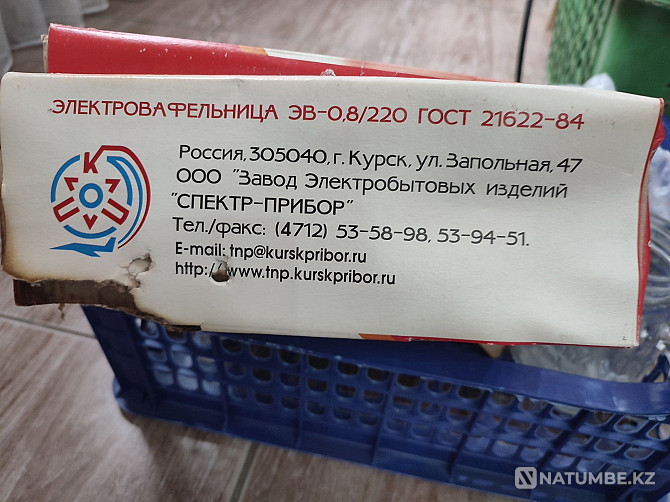 ЭЛЕКТРОВАФЕЛЬНИЦА ЭВ-0,8/220 ГОСТ 21622-84
Россия, 305040, г. Курск, ул. Запольная, 47
ООО "Завод Электробытовых изделий
"СПЕКТР-ПРИБОР"
Тел./факс: (4712) 53-58-98, 53-94-51.
E-mail: tnp@kurskpribor.ru
http://www.tnp.kurskpribor.ru
NATUMBE.KZ